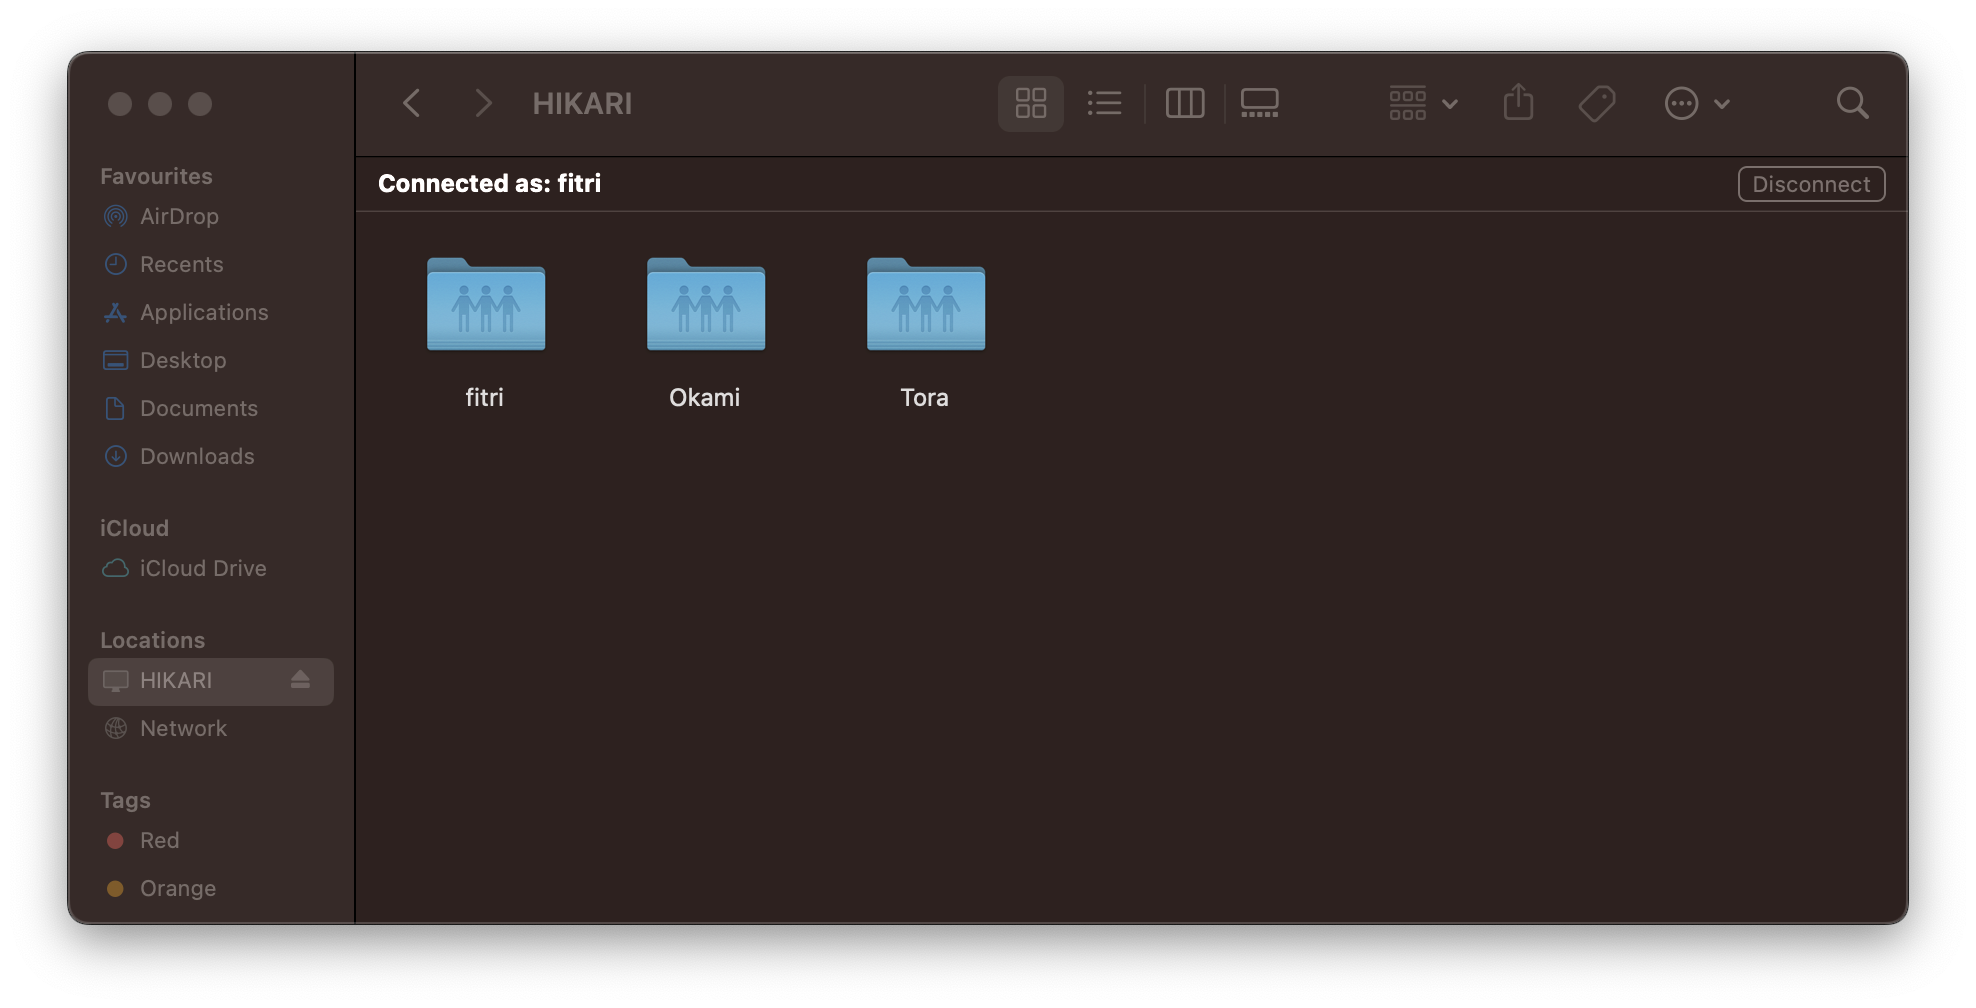 HIKARI
Favourites
AirDrop
Recents
Applications
Desktop
Documents
Downloads
iCloud
iCloud Drive
Locations
HIKARI
Network
Tags
Red
Orange
Connected as: fitri
Disconnect
fitri
Okami
Tora